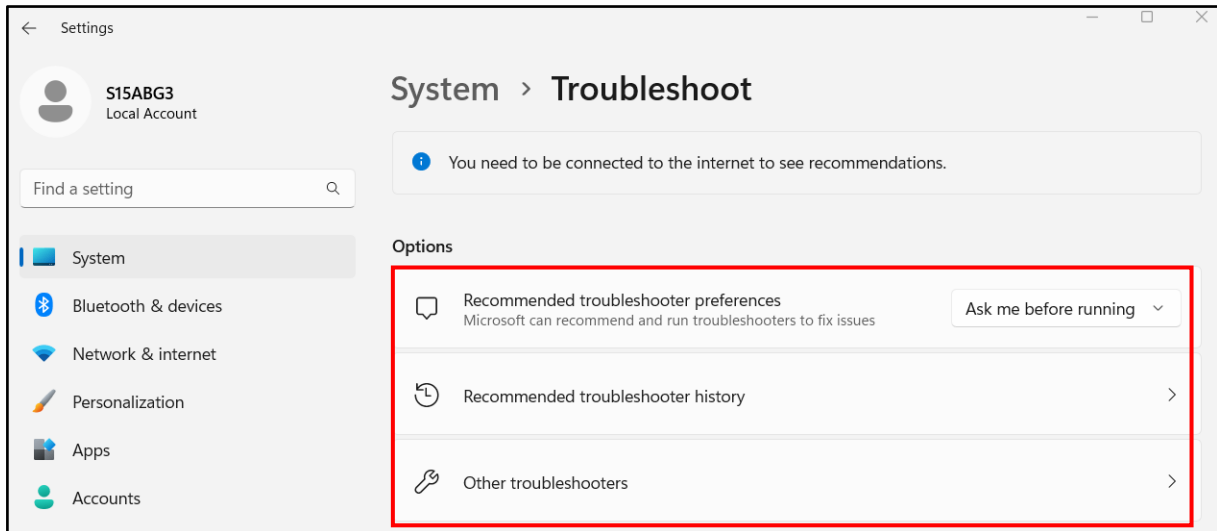 Settings
S15ABG3
Local Account
Find a setting
System
Bluetooth & devices
Network & internet
Personalization
Apps
Accounts
System > Troubleshoot
You need to be connected to the internet to see recommendations.
Options
Recommended troubleshooter preferences
Microsoft can recommend and run troubleshooters to fix issues
Ask me before running
Recommended troubleshooter history
Other troubleshooters